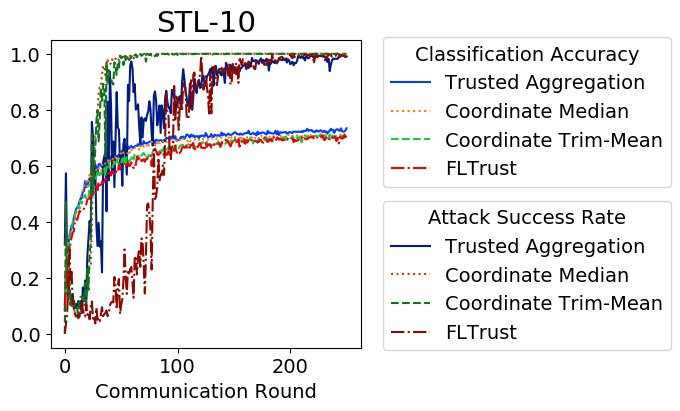 STL-10
1.0
0.8
0.6
0.4
0.2
0.0
0
100
200
Communication Round
Classification Accuracy
Trusted Aggregation
Coordinate Median
Coordinate Trim-Mean
FLTrust
Attack Success Rate
Trusted Aggregation
Coordinate Median
Coordinate Trim-Mean
FLTrust